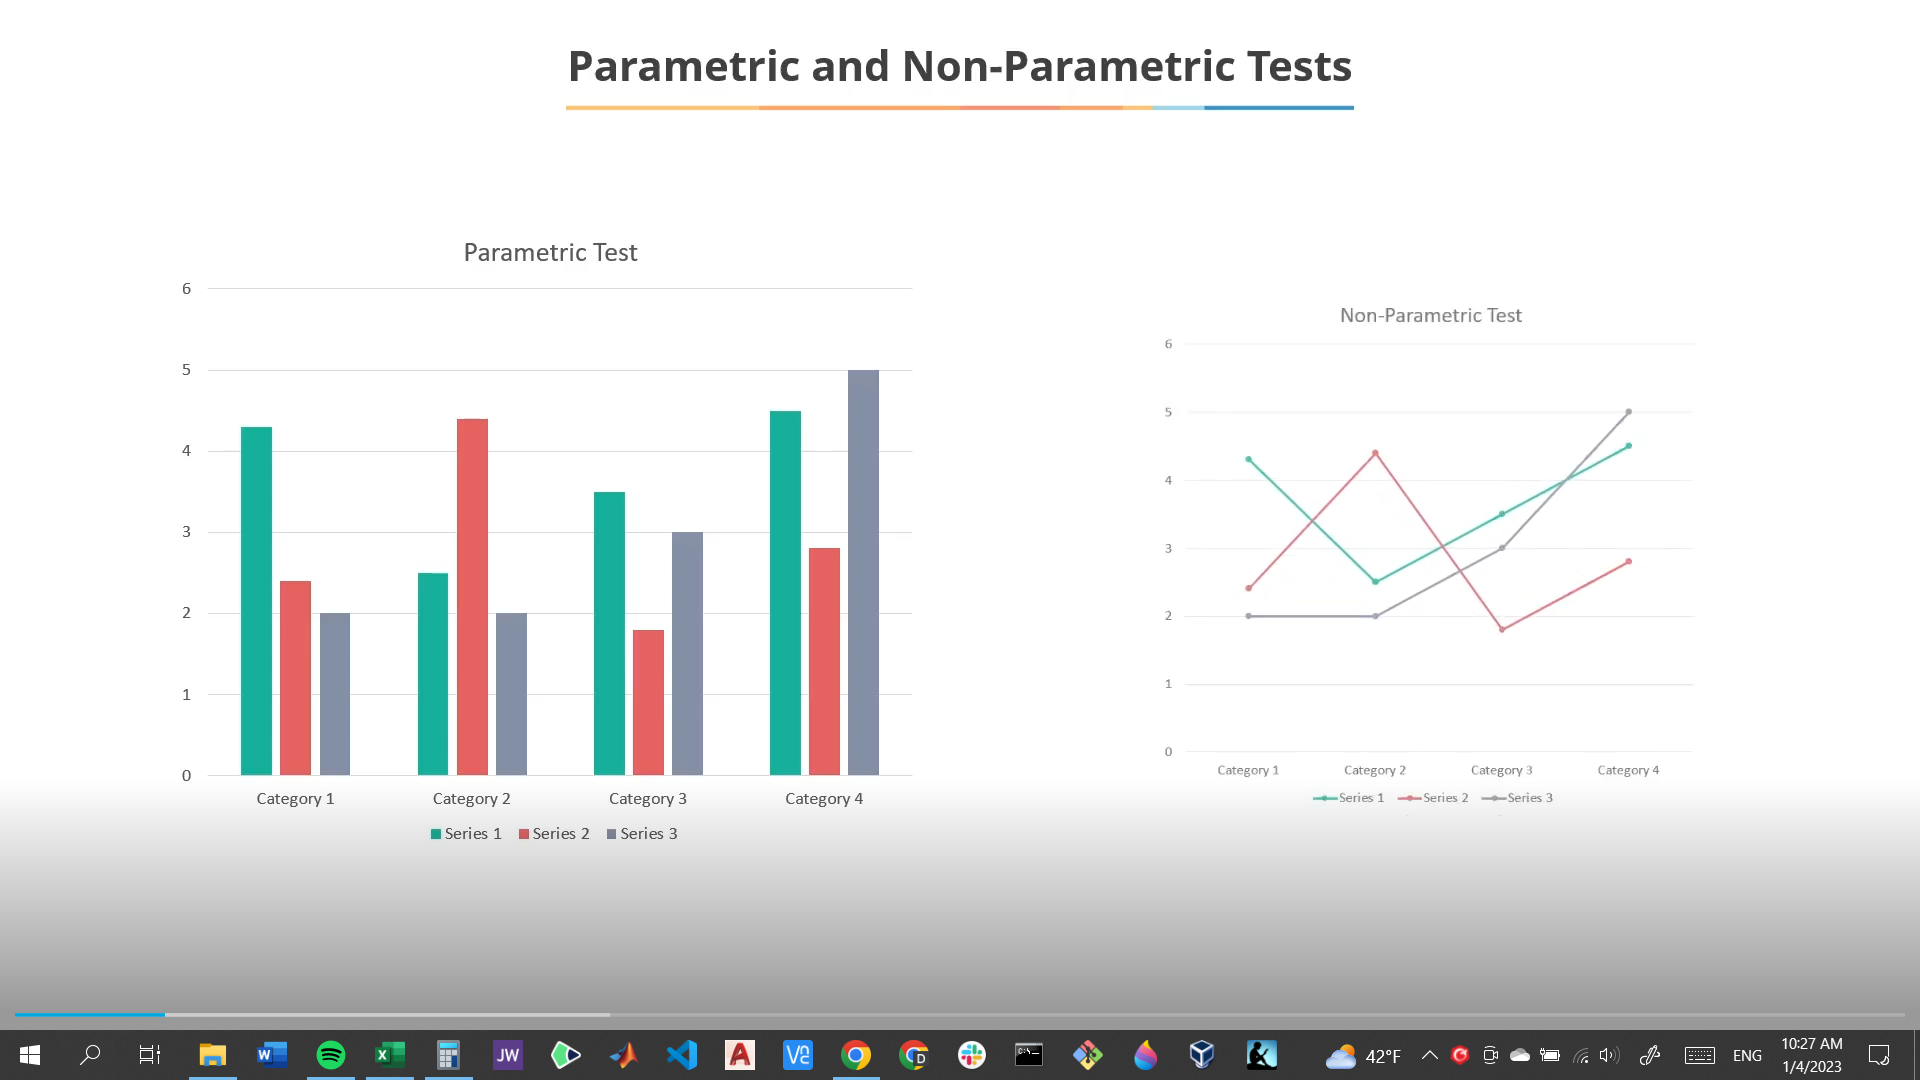 Parametric and Non-Parametric Tests
Parametric Test
6
5
4
3
2
1
0
Category 1 Category 2 Category 3 Category 4
Series 1 Series 2 Series 3
Non-Parametric Test
6
5
4
3
2
1
0
Category 1 Category 2 Category 3 Category 4
Series 1 Series 2 Series 3
W X JW A V2 D C:\
42°F ENG
10:27 AM
1/4/2023